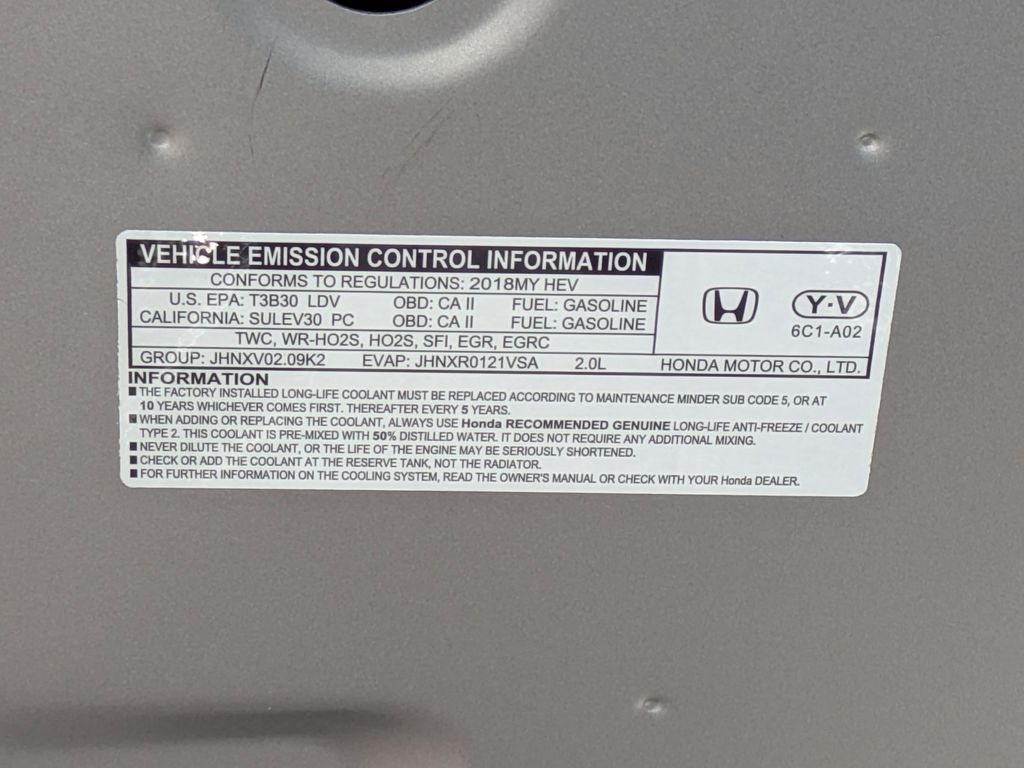 VEHICLE EMISSION CONTROL INFORMATION
CONFORMS TO REGULATIONS: 2018MY HEV
U.S. EPA: T3B30 LDV OBD: CA II FUEL: GASOLINE
CALIFORNIA: SULEV30 PC OBD: CA II FUEL: GASOLINE
TWC, WR-HO2S, HO2S, SFI, EGR, EGRC
Y-V
6C1-A02
GROUP: JHNXV02.09K2 EVAP: JHNXR0121VSA 2.0L HONDA MOTOR CO., LTD.
INFORMATION
■ THE FACTORY INSTALLED LONG-LIFE COOLANT MUST BE REPLACED ACCORDING TO MAINTENANCE MINDER SUB CODE 5, OR AT
10 YEARS WHICHEVER COMES FIRST. THEREAFTER EVERY 5 YEARS.
■ WHEN ADDING OR REPLACING THE COOLANT, ALWAYS USE Honda RECOMMENDED GENUINE LONG-LIFE ANTI-FREEZE / COOLANT
TYPE 2. THIS COOLANT IS PRE-MIXED WITH 50% DISTILLED WATER. IT DOES NOT REQUIRE ANY ADDITIONAL MIXING.
■ NEVER DILUTE THE COOLANT, OR THE LIFE OF THE ENGINE MAY BE SERIOUSLY SHORTENED.
■ CHECK OR ADD THE COOLANT AT THE RESERVE TANK, NOT THE RADIATOR.
■ FOR FURTHER INFORMATION ON THE COOLING SYSTEM, READ THE OWNER'S MANUAL OR CHECK WITH YOUR Honda DEALER.